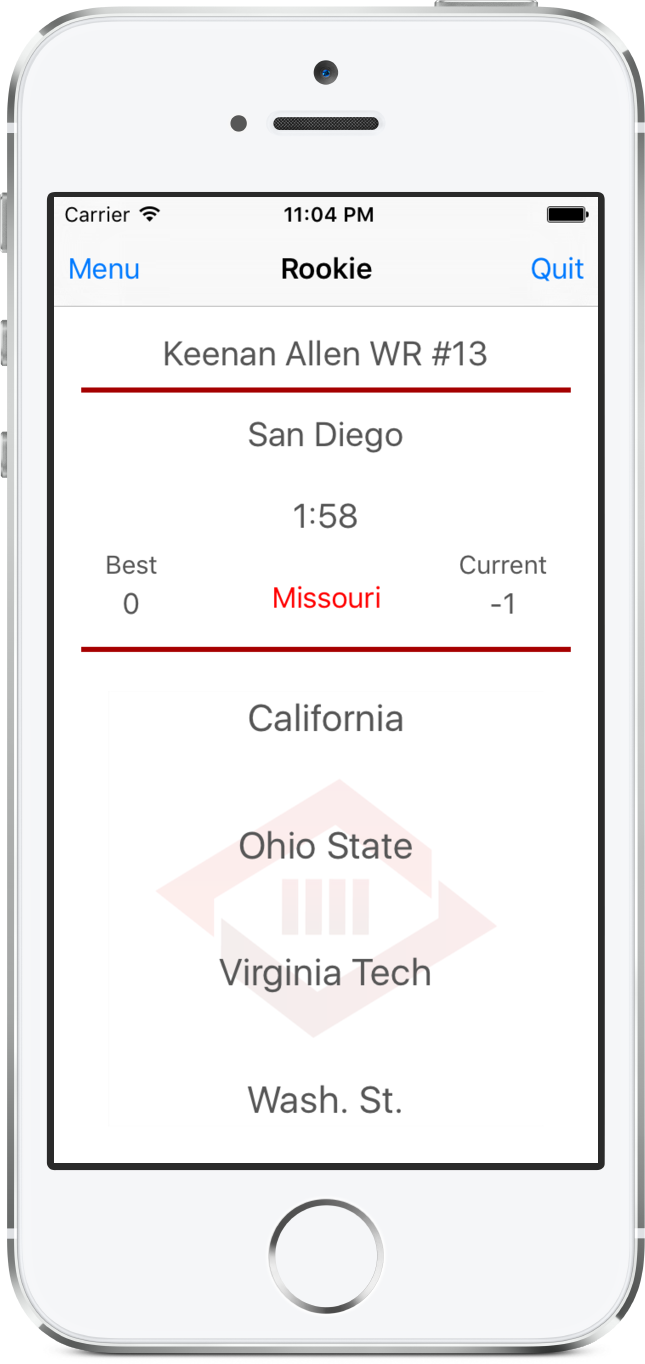 Carrier 11:04 PM
Menu Rookie Quit
Keenan Allen WR #13
San Diego
1:58
Best Current
0 Missouri -1
California
Ohio State
Virginia Tech
Wash. St.